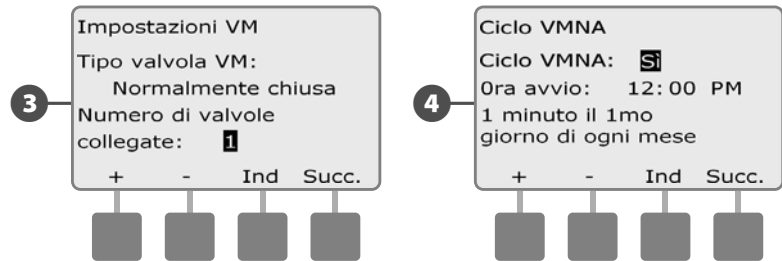 3
Impostazioni VM
Tipo valvola VM:
Normalmente chiusa
Numero di valvole
collegate: 1
+ - Ind Succ.
4
Ciclo VMNA
Ciclo VMNA: Sì
0ra avvio: 12:00 PM
1 minuto il 1mo
giorno di ogni mese
+ - Ind Succ.